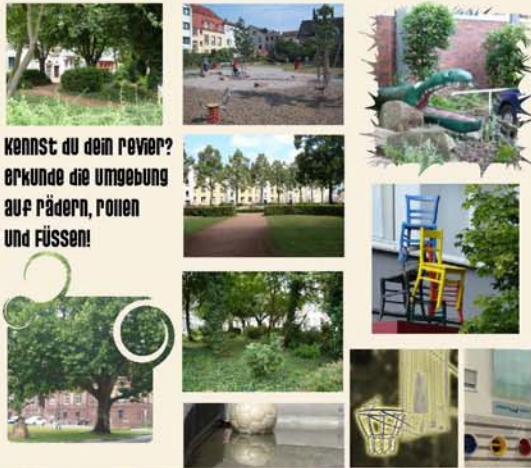 Kennst du dein revier?
erkunde die umgebung
auf rädern, rollen
und füssen!